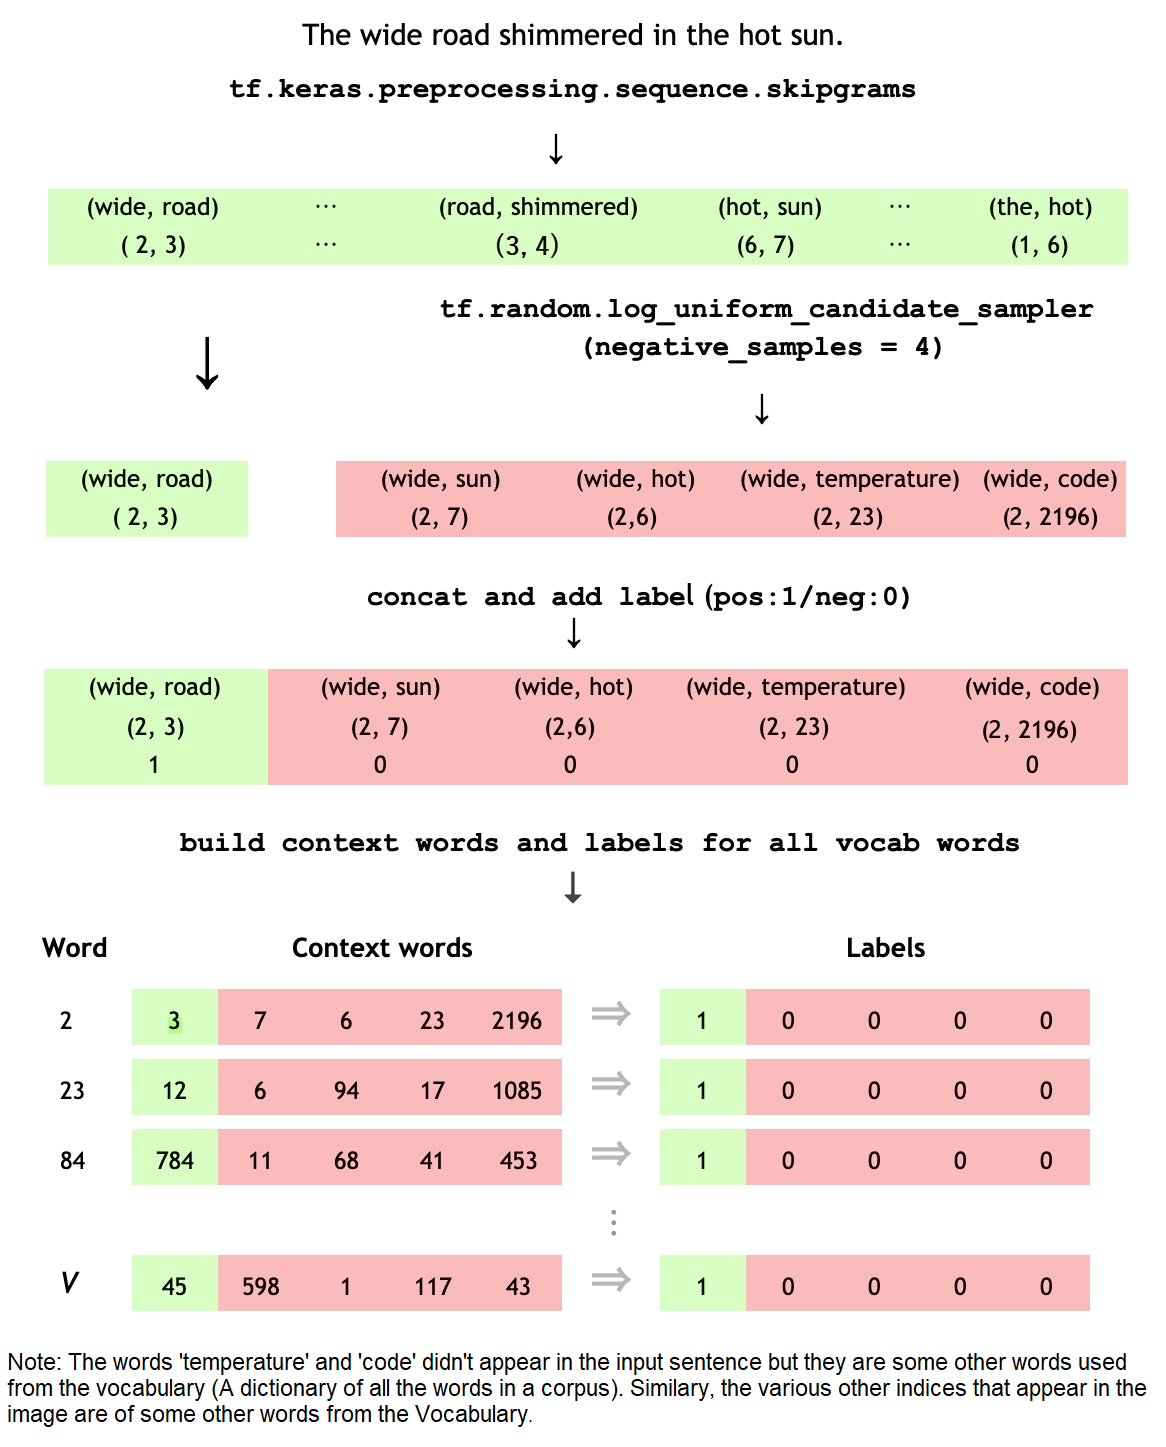 The wide road shimmered in the hot sun.
tf.keras.preprocessing.sequence.skipgrams
↓
(wide, road) ... (road, shimmered) (hot, sun) ... (the, hot)
( 2, 3) ... (3, 4) (6, 7) ... (1, 6)
tf.random.log_uniform_candidate_sampler
(negative_samples = 4)
↓ ↓
(wide, road) (wide, sun) (wide, hot) (wide, temperature) (wide, code)
( 2, 3) (2, 7) (2,6) (2, 23) (2, 2196)
concat and add label (pos:1/neg:0)
↓
(wide, road) (wide, sun) (wide, hot) (wide, temperature) (wide, code)
(2, 3) (2, 7) (2,6) (2, 23) (2, 2196)
1 0 0 0 0
build context words and labels for all vocab words
↓
Word Context words Labels
2 3 7 6 23 2196 ⇒ 1 0 0 0 0
23 12 6 94 17 1085 ⇒ 1 0 0 0 0
84 784 11 68 41 453 ⇒ 1 0 0 0 0
⋮
V 45 598 1 117 43 ⇒ 1 0 0 0 0
Note: The words 'temperature' and 'code' didn't appear in the input sentence but they are some other words used
from the vocabulary (A dictionary of all the words in a corpus). Similary, the various other indices that appear in the
image are of some other words from the Vocabulary.